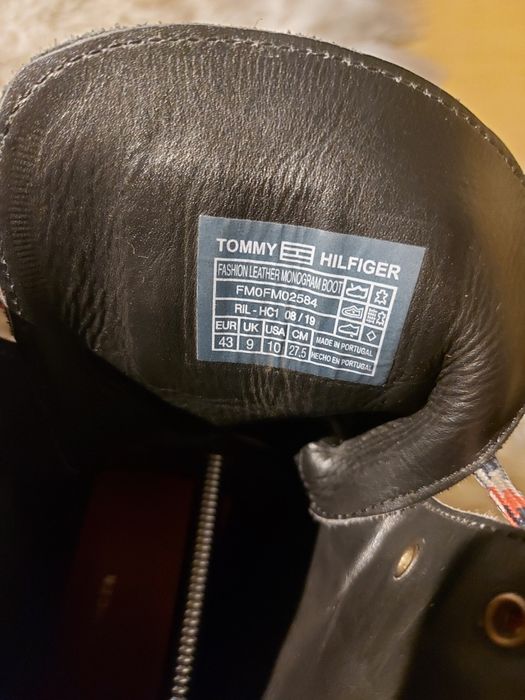 TOMMY HILFIGER
FASHION LEATHER MONOGRAM BOOT
FM0FM02584
RIL - HC1 08 / 19
EUR UK USA CM
43 9 10 27,5
MADE IN PORTUGAL
HECHO EN PORTUGAL